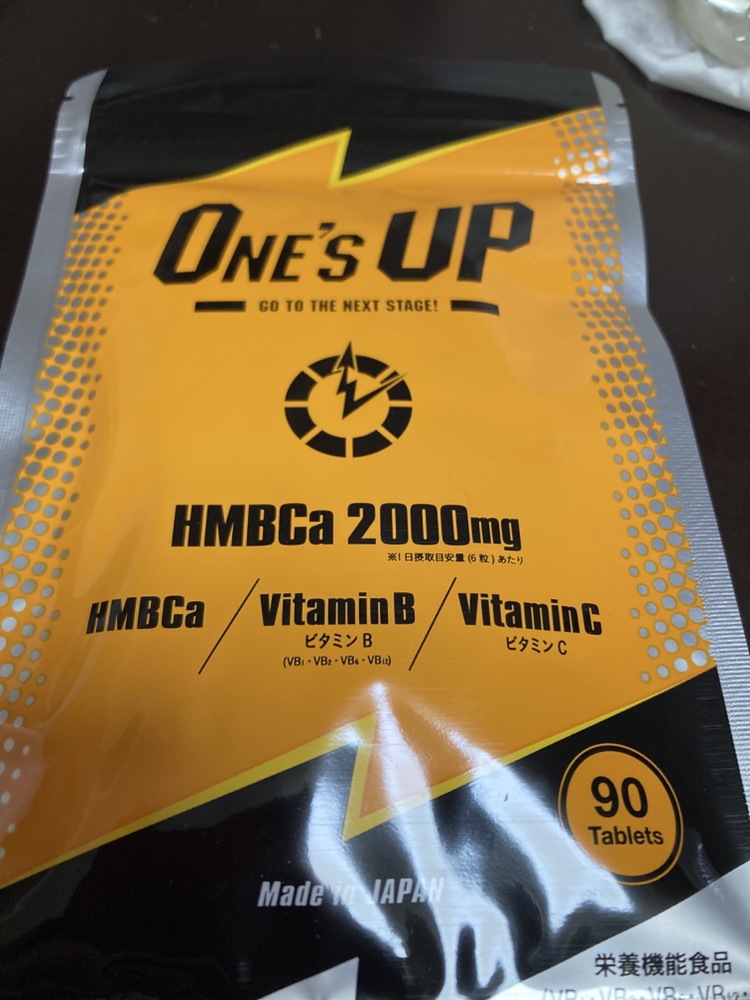 ONE'S UP
GO TO THE NEXT STAGE!
HMBCa 2000mg
※1日摂取目安量(6粒)あたり
HMBCa
VitaminB
ビタミンB
(VB₁・VB₂・VB₆・VB₁₂)
VitaminC
ビタミンC
90
Tablets
Made in JAPAN
栄養機能食品